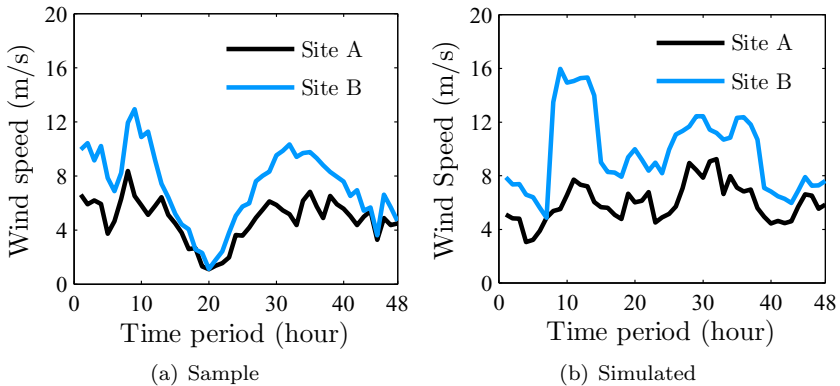 20
16
12
8
4
0
Wind speed (m/s)
Site A
Site B
0 10 20 30 40 48
Time period (hour)
(a) Sample
20
16
12
8
4
0
Wind Speed (m/s)
Site A
Site B
0 10 20 30 40 48
Time period (hour)
(b) Simulated